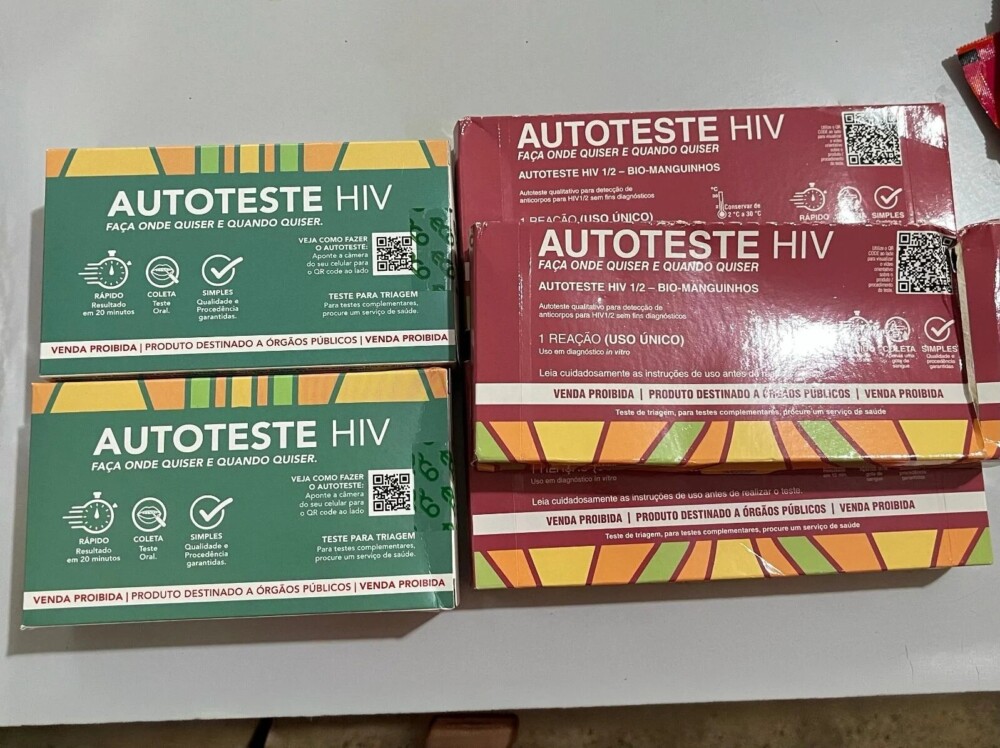 AUTOTESTE HIV
FAÇA ONDE QUISER E QUANDO QUISER.
VEJA COMO FAZER
O AUTOTESTE:
Aponte a câmera
do seu celular para
o QR code ao lado
RÁPIDO
Resultado
em 20 minutos
COLETA
Teste
Oral.
SIMPLES
Qualidade e
Procedência
garantidas.
TESTE PARA TRIAGEM
Para testes complementares,
procure um serviço de saúde.
VENDA PROIBIDA | PRODUTO DESTINADO A ÓRGÃOS PÚBLICOS | VENDA PROIBIDA
AUTOTESTE HIV
FAÇA ONDE QUISER E QUANDO QUISER.
VEJA COMO FAZER
O AUTOTESTE:
Aponte a câmera
do seu celular para
o QR code ao lado
RÁPIDO
Resultado
em 20 minutos
COLETA
Teste
Oral.
SIMPLES
Qualidade e
Procedência
garantidas.
TESTE PARA TRIAGEM
Para testes complementares,
procure um serviço de saúde.
VENDA PROIBIDA | PRODUTO DESTINADO A ÓRGÃOS PÚBLICOS | VENDA PROIBIDA
AUTOTESTE HIV
FAÇA ONDE QUISER E QUANDO QUISER
AUTOTESTE HIV 1/2 – BIO-MANGUINHOS
Autoteste qualitativo para detecção de
anticorpos para HIV1/2 sem fins diagnósticos
1 REAÇÃO (USO ÚNICO)
Conservar de
2 °C a 30 °C
RÁPIDO
SIMPLES
AUTOTESTE HIV
FAÇA ONDE QUISER E QUANDO QUISER
AUTOTESTE HIV 1/2 – BIO-MANGUINHOS
Autoteste qualitativo para detecção de
anticorpos para HIV1/2 sem fins diagnósticos
1 REAÇÃO (USO ÚNICO)
Uso em diagnóstico in vitro
COLETA
SIMPLES
Qualidade e
procedência
garantidas
Leia cuidadosamente as instruções de uso antes de
VENDA PROIBIDA | PRODUTO DESTINADO A ÓRGÃOS PÚBLICOS | VENDA PROIBIDA
Teste de triagem, para testes complementares, procure um serviço de saúde
Uso em diagnóstico in vitro
Leia cuidadosamente as instruções de uso antes de realizar o teste.
VENDA PROIBIDA | PRODUTO DESTINADO A ÓRGÃOS PÚBLICOS | VENDA PROIBIDA
Teste de triagem, para testes complementares, procure um serviço de saúde